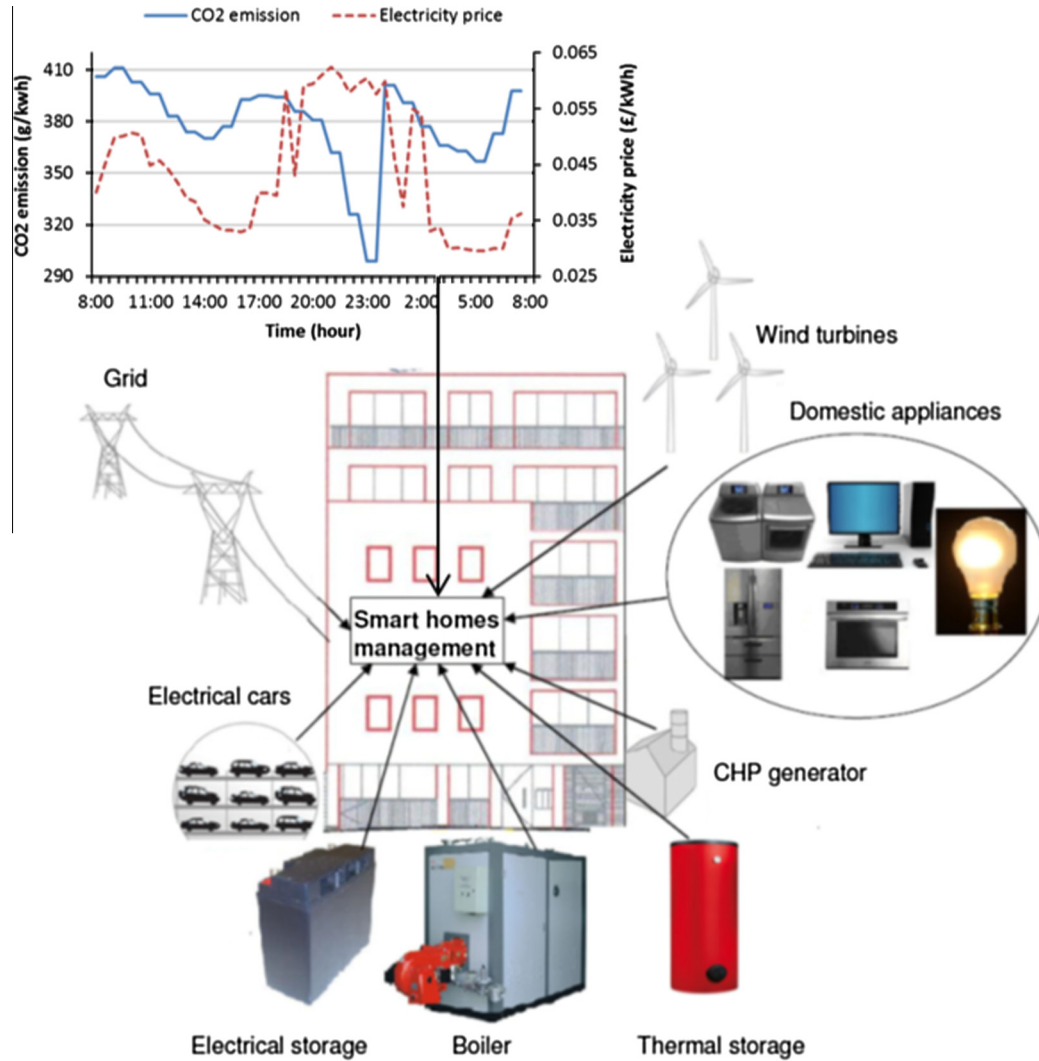 CO2 emission
Electricity price
410
380
350
320
290
CO2 emission (g/kwh)
0.065
0.055
0.045
0.035
0.025
Electricity price (£/kWh)
8:00 11:00 14:00 17:00 20:00 23:00 2:00 5:00 8:00
Time (hour)
Grid
Wind turbines
Domestic appliances
Smart homes
management
Electrical cars
CHP generator
Electrical storage
Boiler
Thermal storage